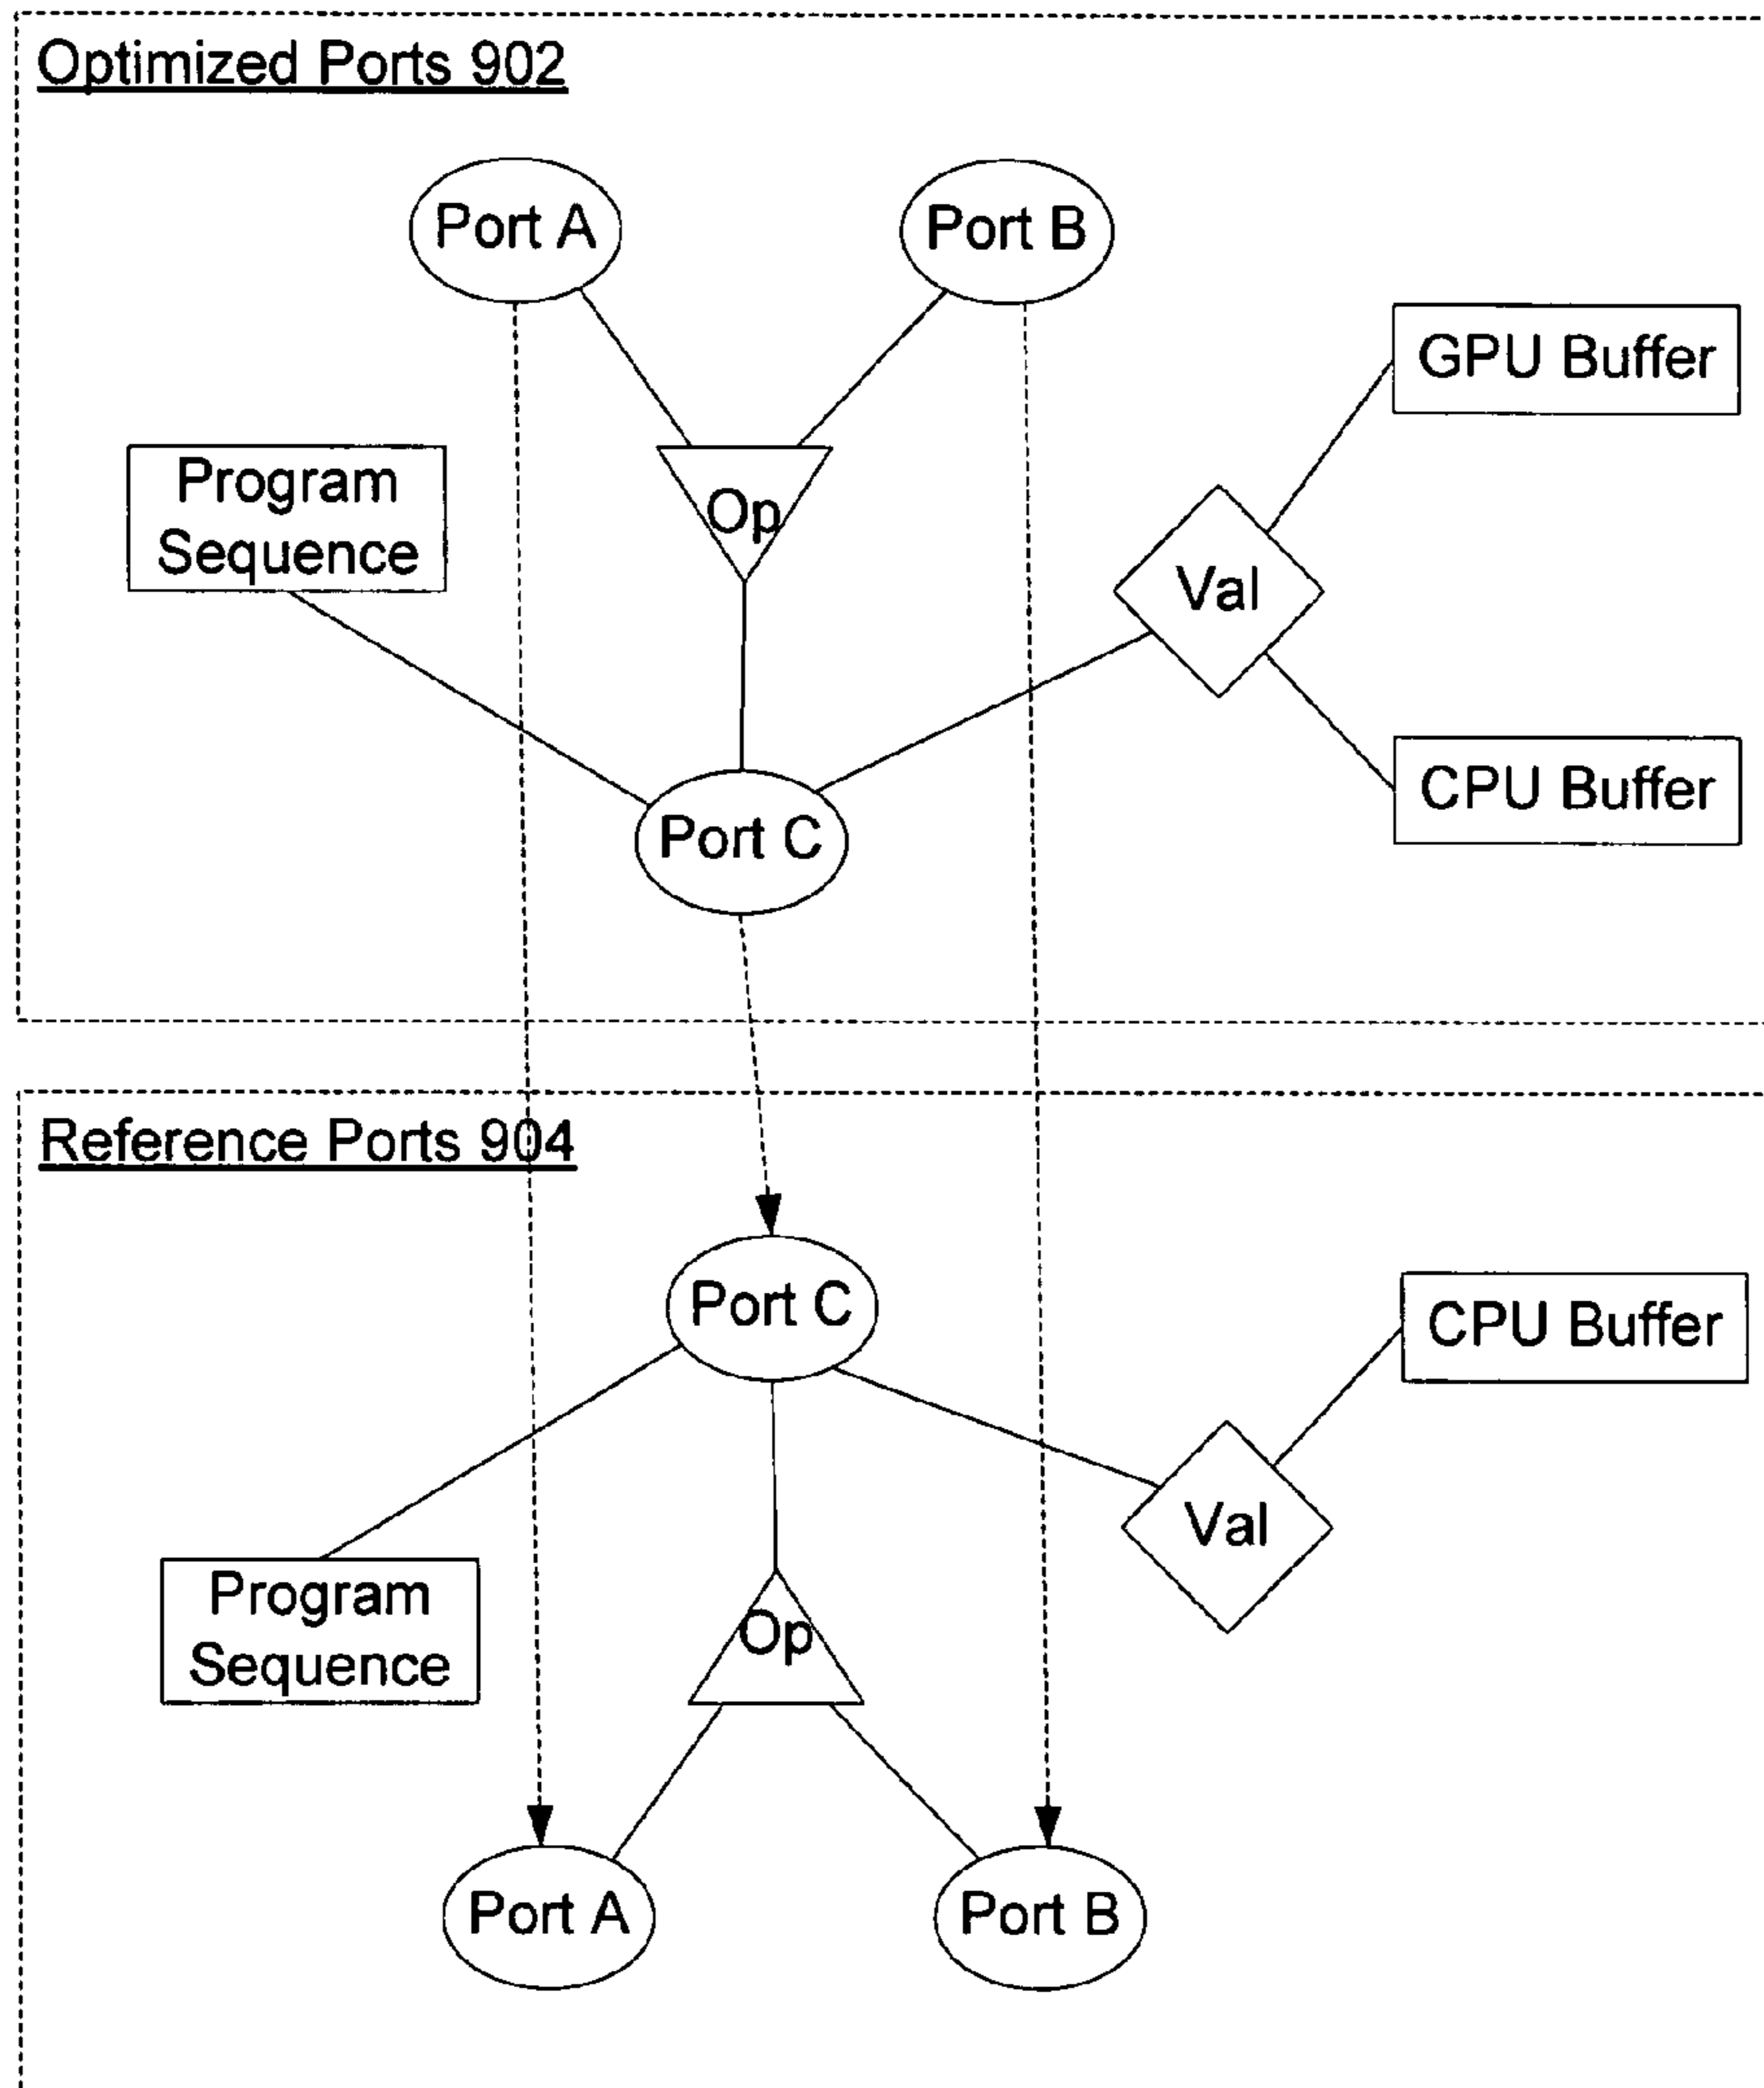 Optimized Ports 902
Port A
Port B
GPU Buffer
Program
Sequence
Op
Val
CPU Buffer
Port C
Reference Ports 904
Port C
CPU Buffer
Val
Program
Sequence
Op
Port A
Port B